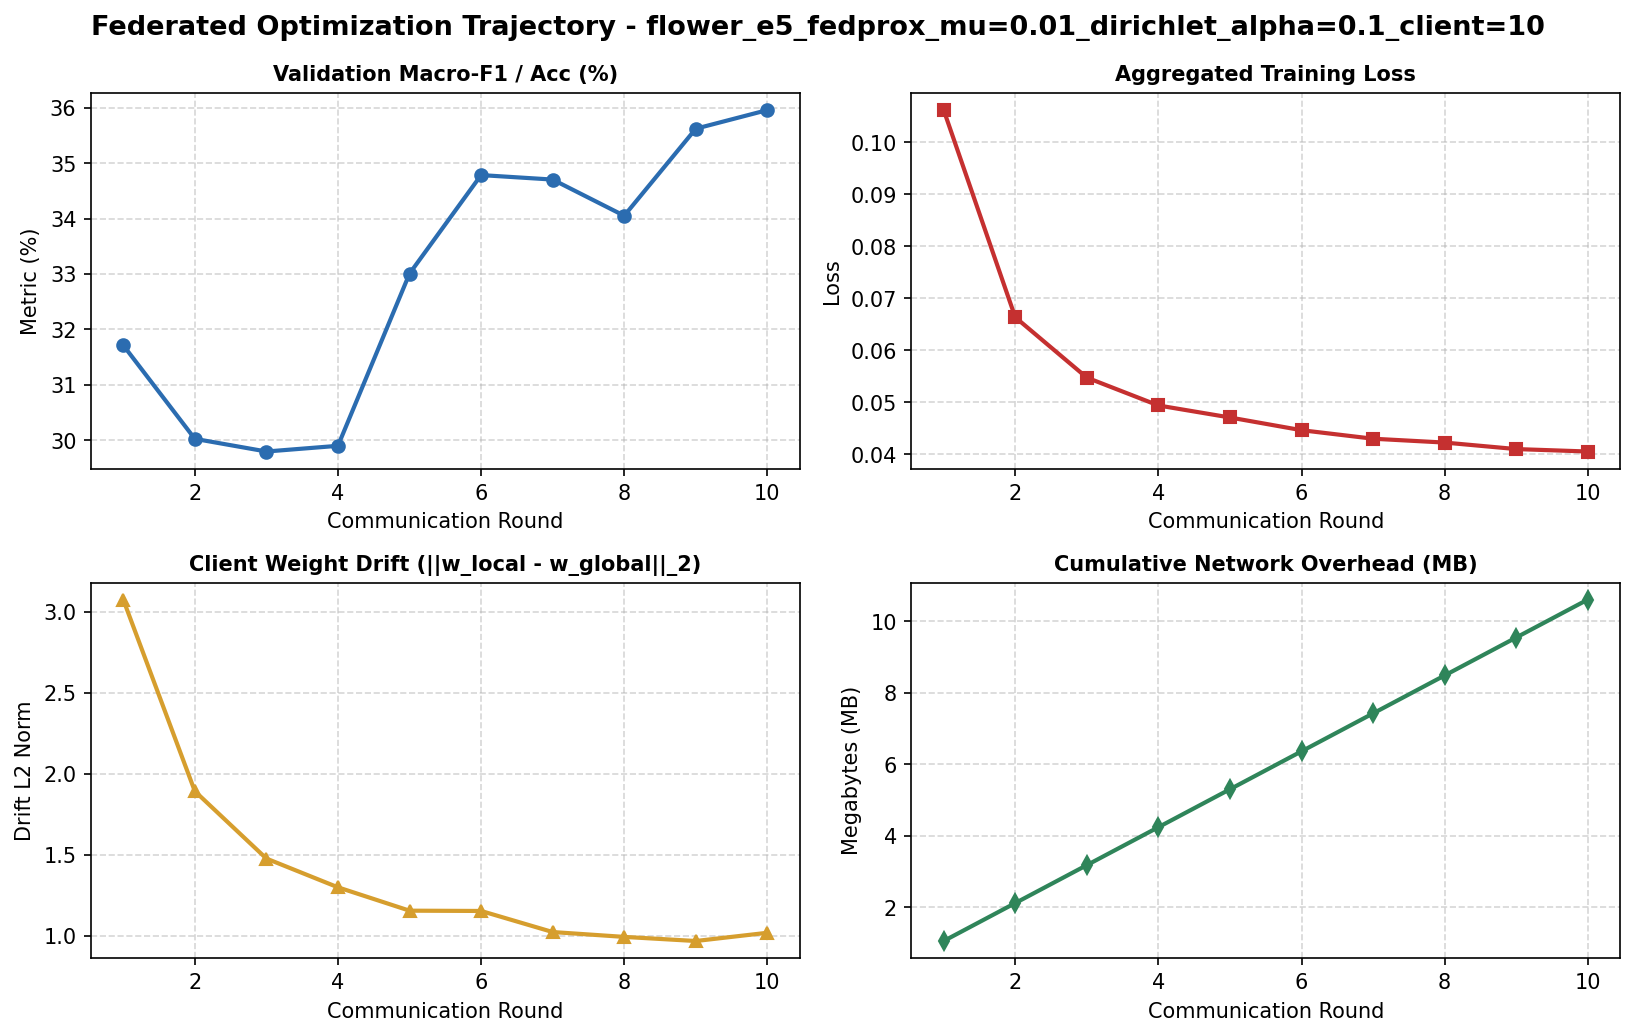 Federated Optimization Trajectory - flower_e5_fedprox_mu=0.01_dirichlet_alpha=0.1_client=10
Validation Macro-F1 / Acc (%)
Metric (%)
36
35
34
33
32
31
30
2 4 6 8 10
Communication Round
Aggregated Training Loss
Loss
0.10
0.09
0.08
0.07
0.06
0.05
0.04
2 4 6 8 10
Communication Round
Client Weight Drift (||w_local - w_global||_2)
Drift L2 Norm
3.0
2.5
2.0
1.5
1.0
2 4 6 8 10
Communication Round
Cumulative Network Overhead (MB)
Megabytes (MB)
10
8
6
4
2
2 4 6 8 10
Communication Round